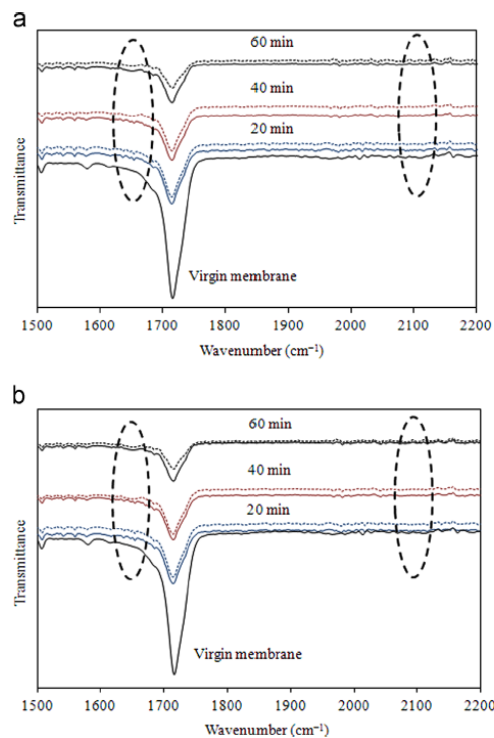 a
60 min
40 min
20 min
Virgin membrane
Transmittance
1500 1600 1700 1800 1900 2000 2100 2200
Wavenumber (cm⁻¹)
b
60 min
40 min
20 min
Virgin membrane
Transmittance
1500 1600 1700 1800 1900 2000 2100 2200
Wavenumber (cm⁻¹)